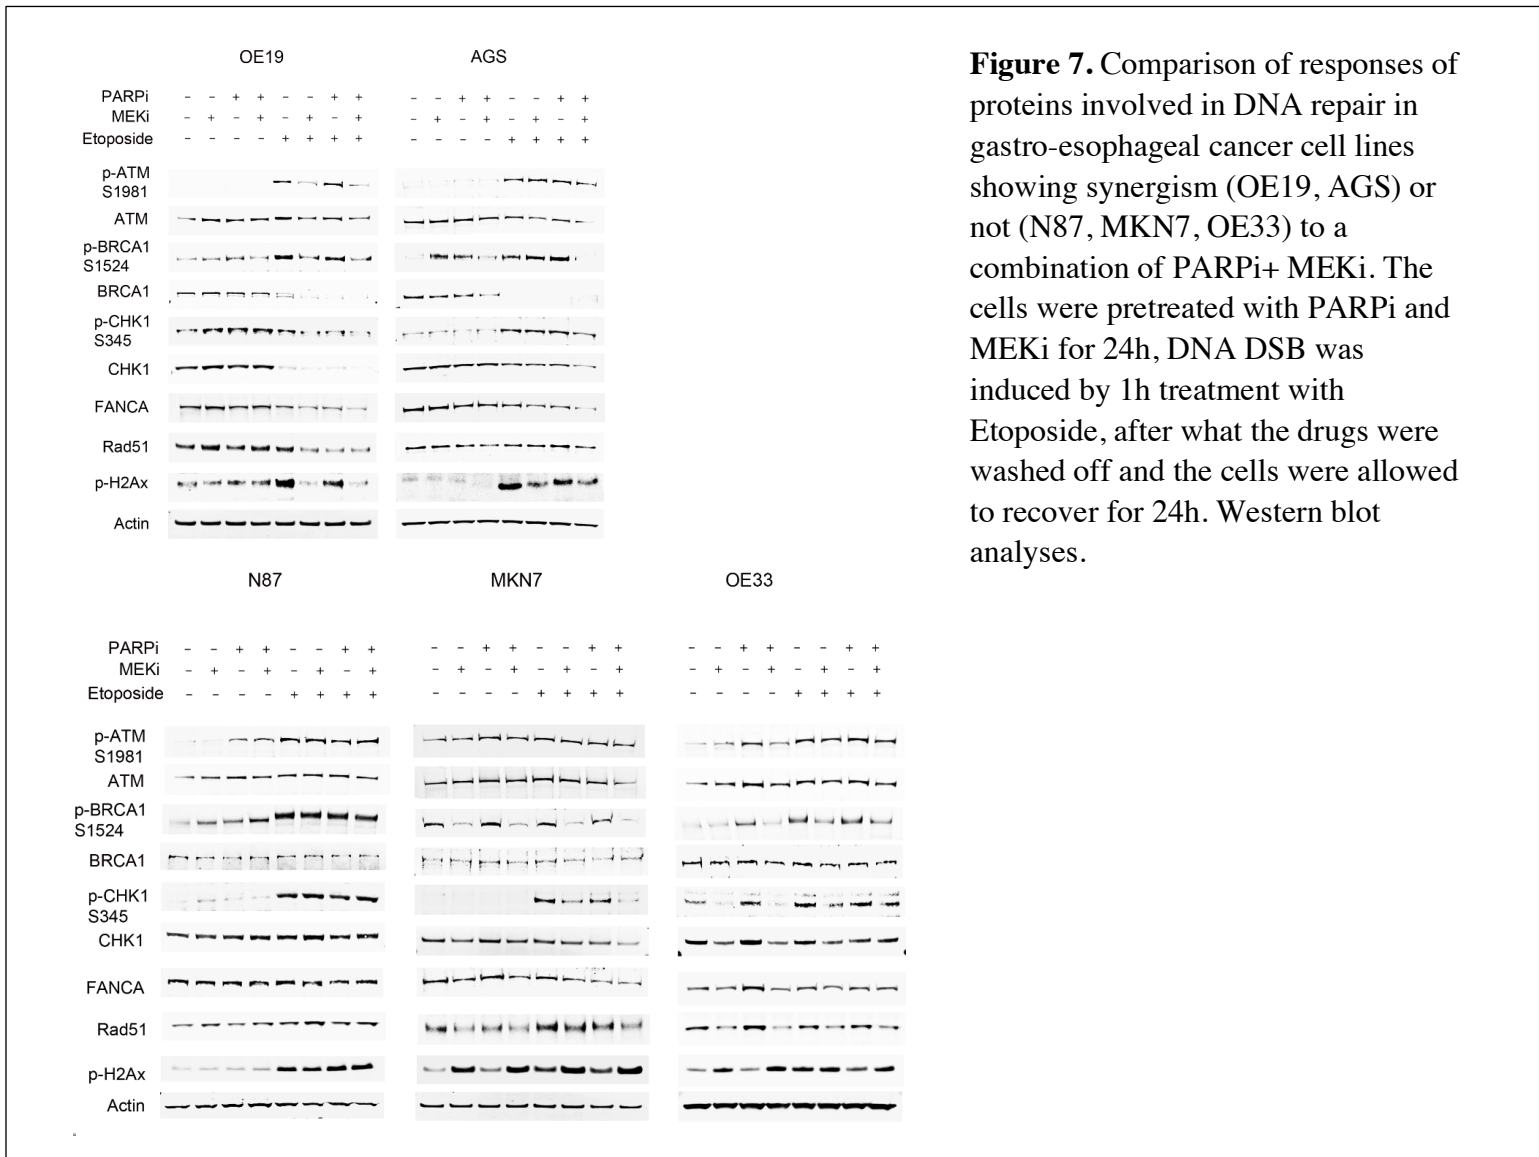 OE19 AGS
PARPi - - + + - - + + - - + + - - + +
MEKi - + - + - + - + - + - + - + - +
Etoposide - - - - + + + + - - - - + + + +
p-ATM
S1981
ATM
p-BRCA1
S1524
BRCA1
p-CHK1
S345
CHK1
FANCA
Rad51
p-H2Ax
Actin
Figure 7. Comparison of responses of
proteins involved in DNA repair in
gastro-esophageal cancer cell lines
showing synergism (OE19, AGS) or
not (N87, MKN7, OE33) to a
combination of PARPi+ MEKi. The
cells were pretreated with PARPi and
MEKi for 24h, DNA DSB was
induced by 1h treatment with
Etoposide, after what the drugs were
washed off and the cells were allowed
to recover for 24h. Western blot
analyses.
N87 MKN7 OE33
PARPi - - + + - - + + - - + + - - + + - - + + - - + +
MEKi - + - + - + - + - + - + - + - + - + - + - + - +
Etoposide - - - - + + + + - - - - + + + + - - - - + + + +
p-ATM
S1981
ATM
p-BRCA1
S1524
BRCA1
p-CHK1
S345
CHK1
FANCA
Rad51
p-H2Ax
Actin